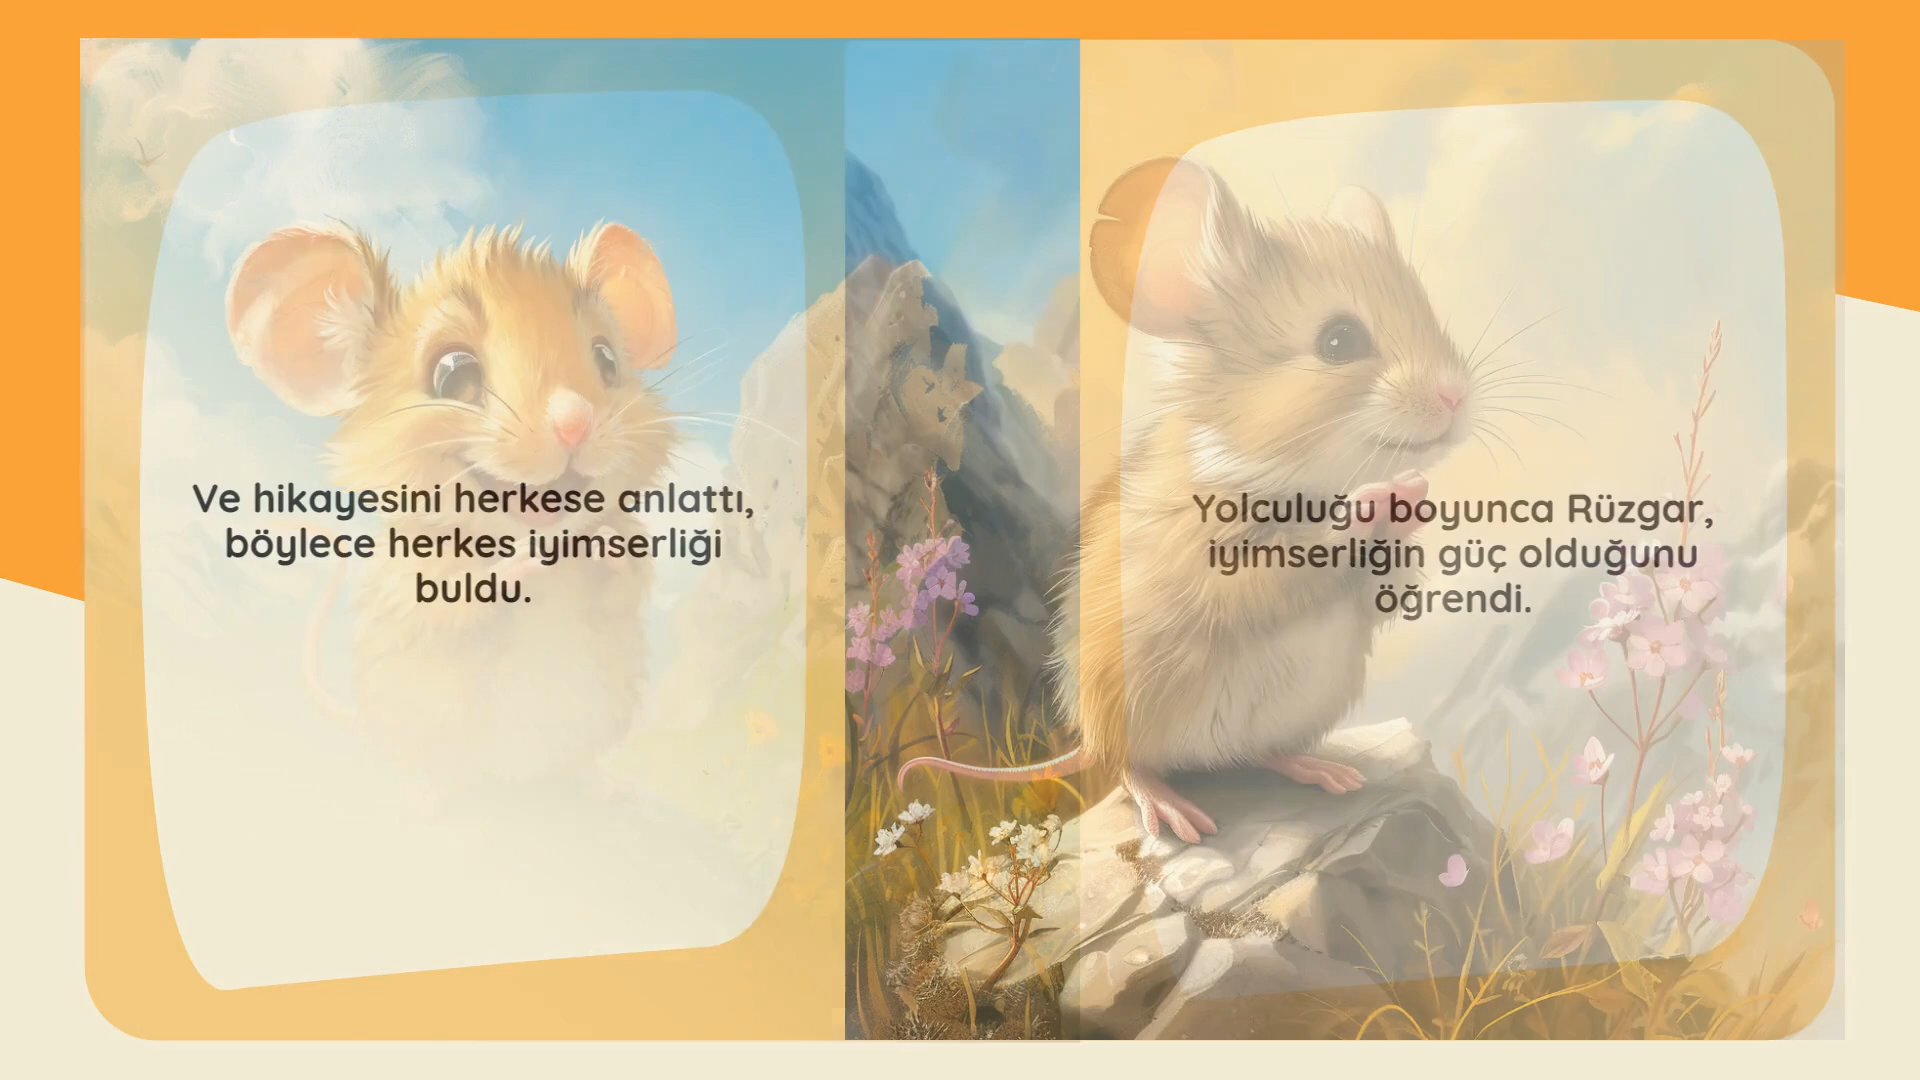 Ve hikayesini herkese anlattı,
böylece herkes iyimserliği
buldu.
Yolculuğu boyunca Rüzgar,
iyimserliğin güç olduğunu
öğrendi.